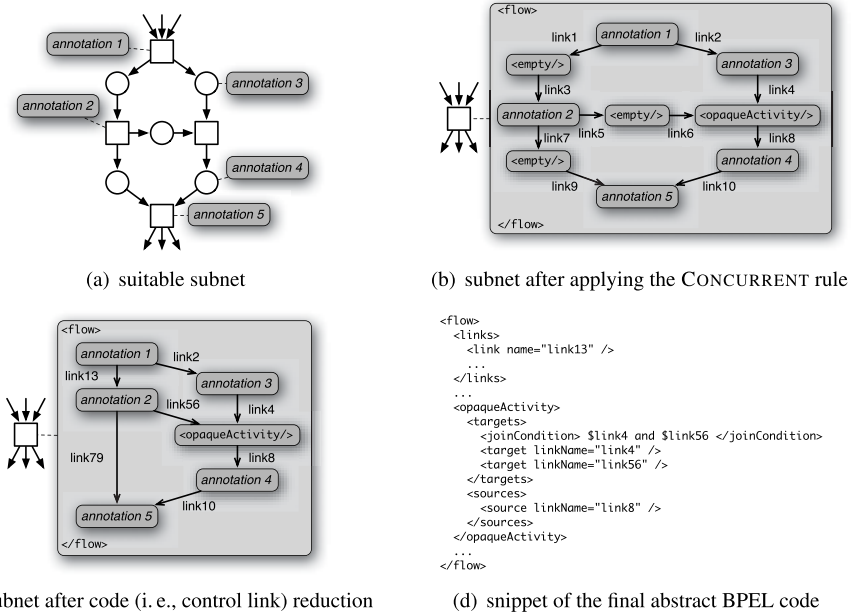 annotation 1
annotation 3
annotation 2
annotation 4
annotation 5
(a) suitable subnet
<flow>
link1
annotation 1
link2
<empty/>
annotation 3
link3
link4
annotation 2
<empty/>
<opaqueActivity/>
link5
link6
link7
link8
<empty/>
annotation 4
link9
link10
annotation 5
</flow>
(b) subnet after applying the CONCURRENT rule
<flow>
annotation 1
link2
link13
annotation 3
annotation 2
link56
link4
<opaqueActivity/>
link79
link8
annotation 4
link10
annotation 5
</flow>
ubnet after code (i. e., control link) reduction
<flow>
<links>
<link name="link13" />
...
</links>
...
<opaqueActivity>
<targets>
<joinCondition> $link4 and $link56 </joinCondition>
<target linkName="link4" />
<target linkName="link56" />
</targets>
<sources>
<source linkName="link8" />
</sources>
</opaqueActivity>
...
</flow>
(d) snippet of the final abstract BPEL code